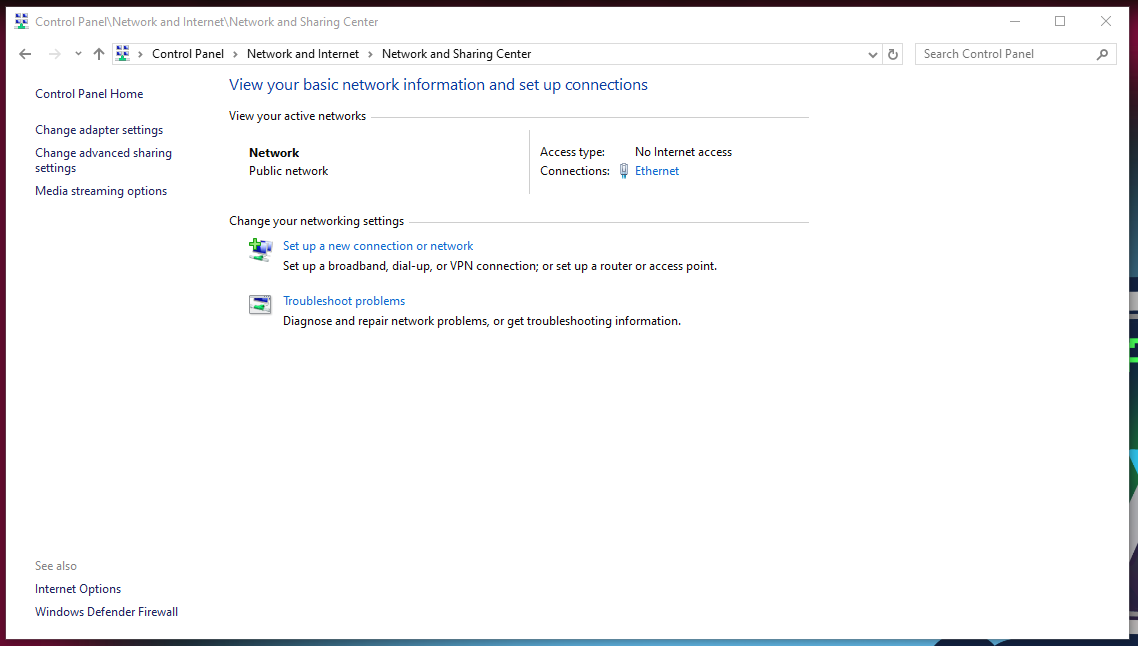 Control Panel\Network and Internet\Network and Sharing Center
Control Panel
Network and Internet
Network and Sharing Center
Search Control Panel
Control Panel Home
Change adapter settings
Change advanced sharing
settings
Media streaming options
View your basic network information and set up connections
View your active networks
Network
Public network
Access type: No Internet access
Connections: Ethernet
Change your networking settings
Set up a new connection or network
Set up a broadband, dial-up, or VPN connection; or set up a router or access point.
Troubleshoot problems
Diagnose and repair network problems, or get troubleshooting information.
See also
Internet Options
Windows Defender Firewall